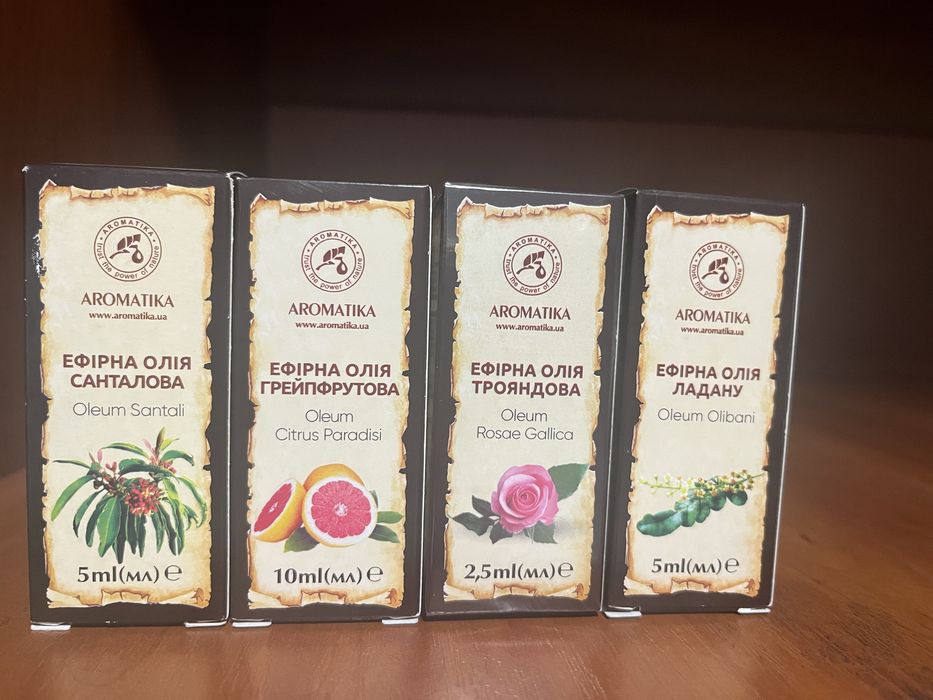 AROMATIKA
trust the power of nature
AROMATIKA
www.aromatika.ua
ЕФІРНА ОЛІЯ
САНТАЛОВА
Oleum Santali
5ml(мл) e
AROMATIKA
trust the power of nature
AROMATIKA
www.aromatika.ua
ЕФІРНА ОЛІЯ
ГРЕЙПФРУТОВА
Oleum
Citrus Paradisi
10ml(мл) e
AROMATIKA
trust the power of nature
AROMATIKA
www.aromatika.ua
ЕФІРНА ОЛІЯ
ТРОЯНДОВА
Oleum
Rosae Gallica
2,5ml(мл) e
AROMATIKA
trust the power of nature
AROMATIKA
www.aromatika.ua
ЕФІРНА ОЛІЯ
ЛАДАНУ
Oleum Olibani
5ml(мл) e